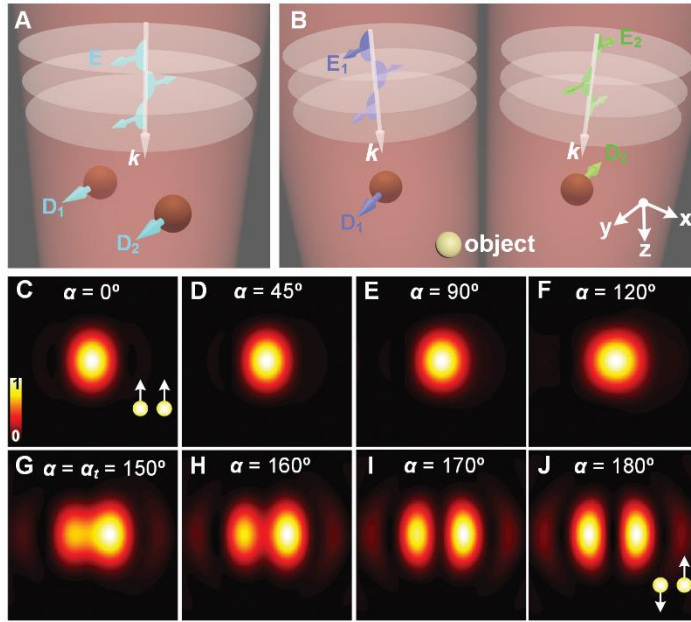 A
E
k
D₁
D₂
B
E₁
k
D₁
E₂
k
D₂
object
x
y
z
C α = 0º
1
0
D α = 45º
E α = 90º
F α = 120º
G α = αₜ = 150º
H α = 160º
I α = 170º
J α = 180º